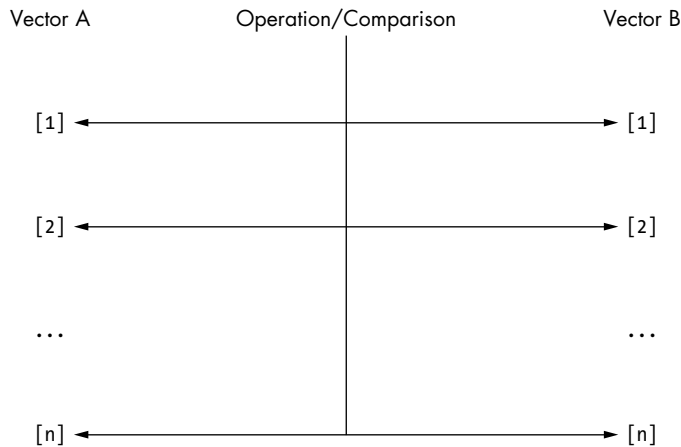 Vector A Operation/Comparison Vector B
[1] [1]
[2] [2]
... ...
[n] [n]